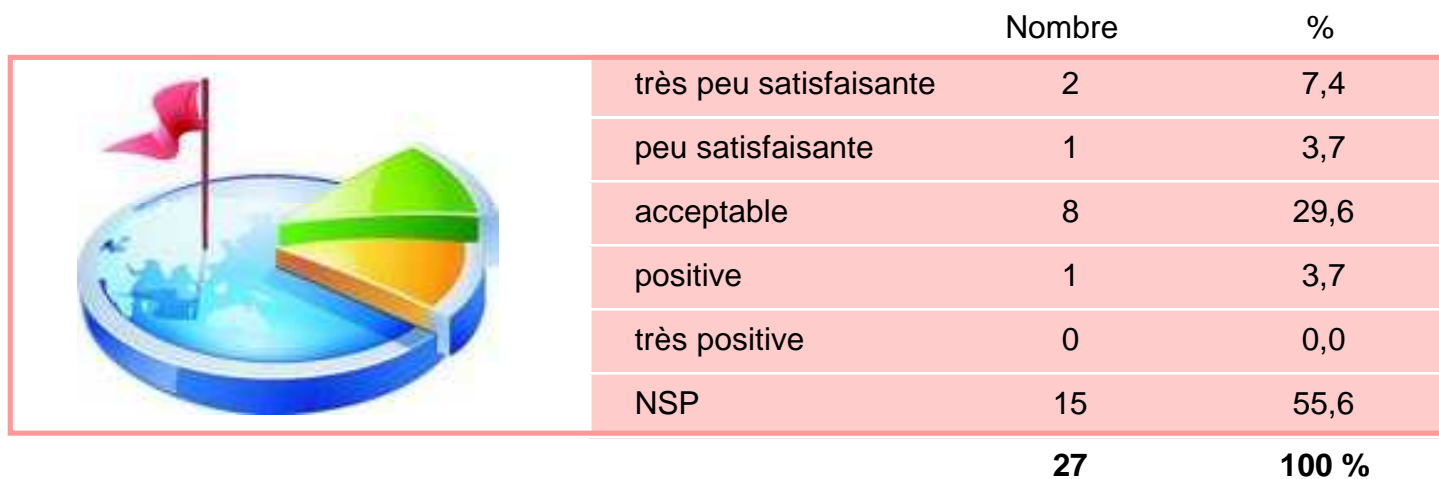 Nombre %
très peu satisfaisante 2 7,4
peu satisfaisante 1 3,7
acceptable 8 29,6
positive 1 3,7
très positive 0 0,0
NSP 15 55,6
27 100 %